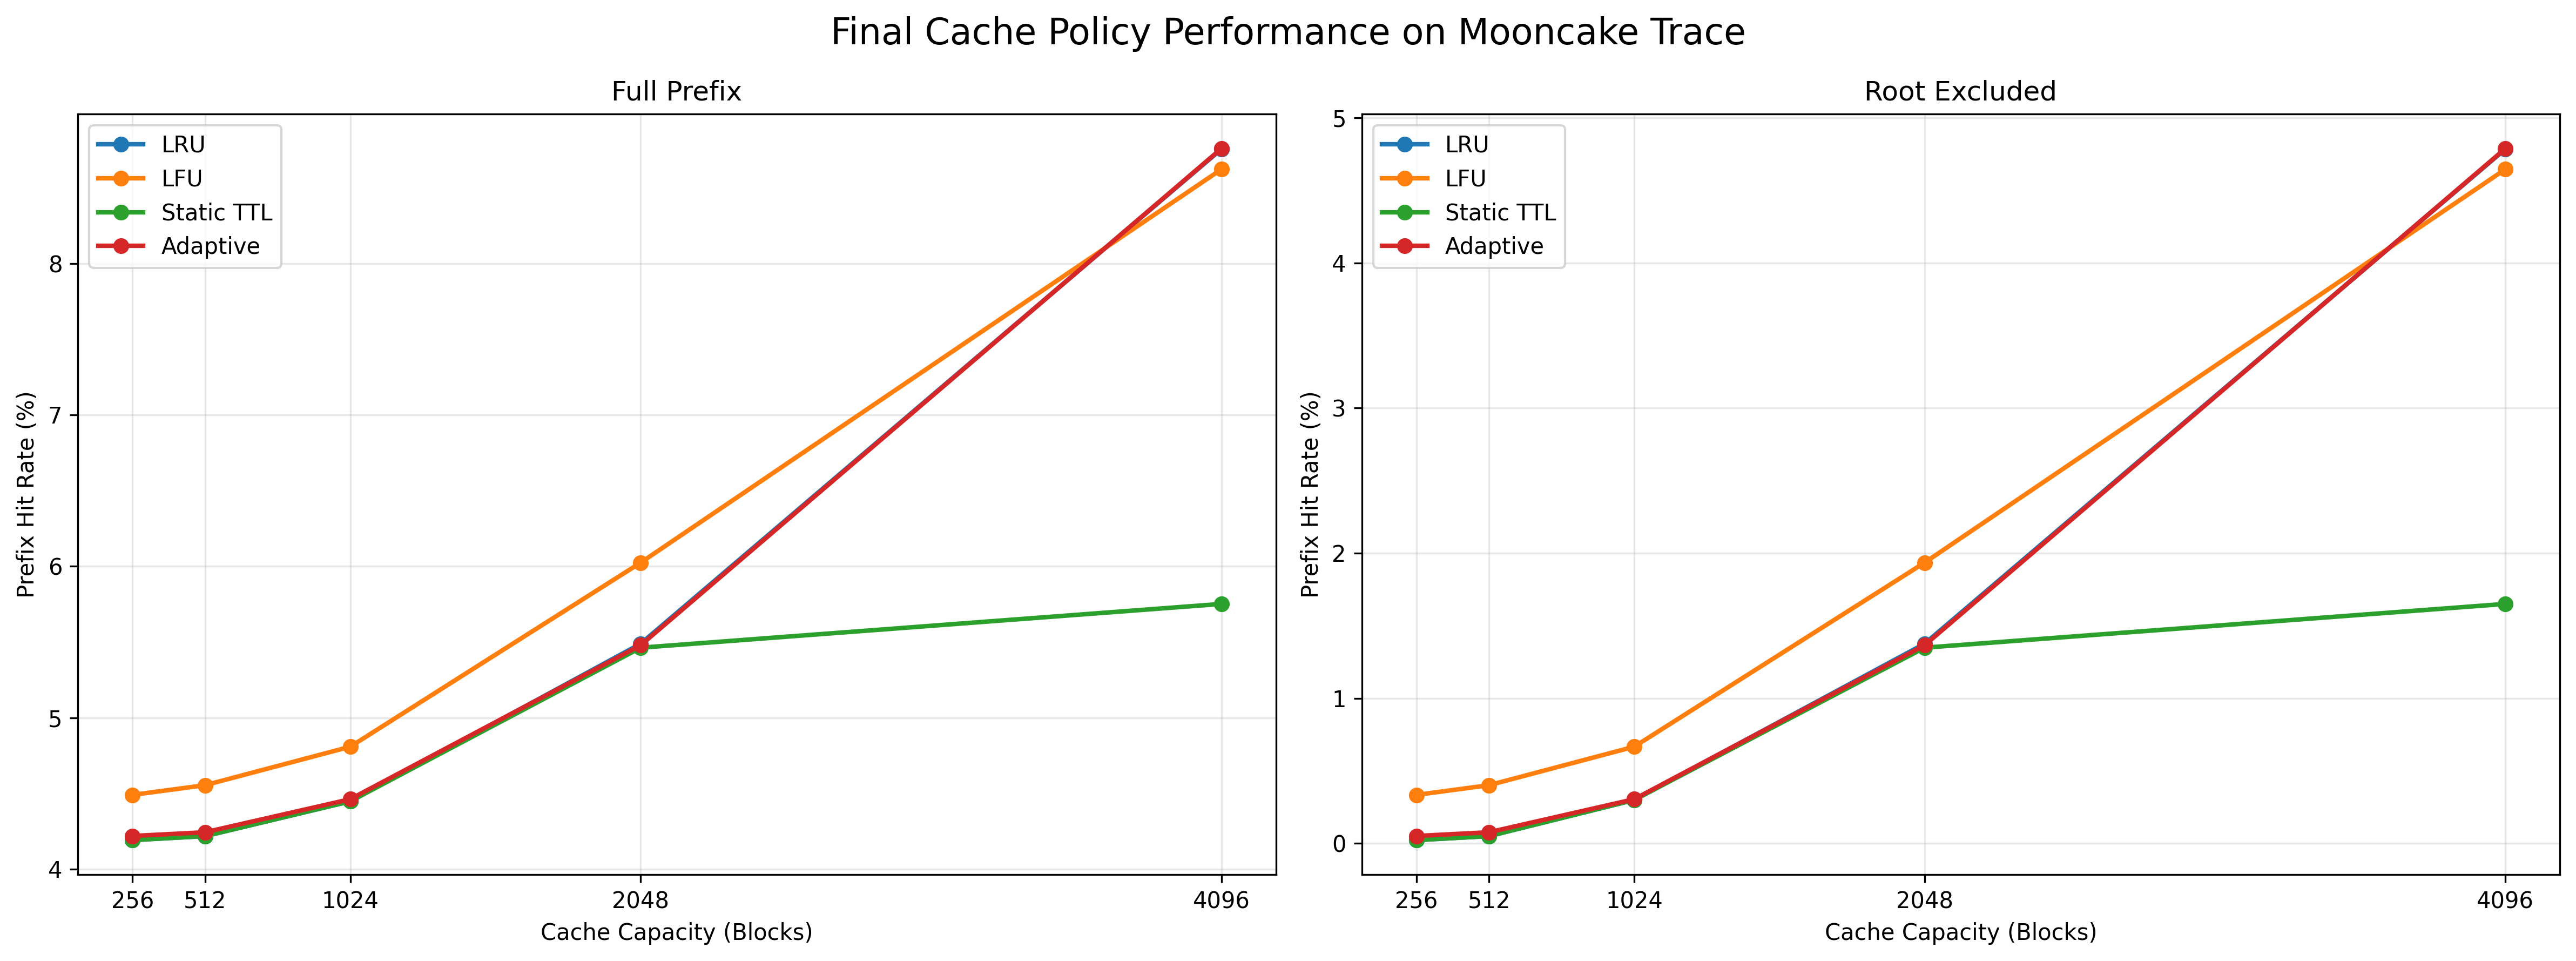 Final Cache Policy Performance on Mooncake Trace
Full Prefix
LRU
LFU
Static TTL
Adaptive
8
7
6
5
4
Prefix Hit Rate (%)
256 512 1024 2048 4096
Cache Capacity (Blocks)
Root Excluded
LRU
LFU
Static TTL
Adaptive
5
4
3
2
1
0
Prefix Hit Rate (%)
256 512 1024 2048 4096
Cache Capacity (Blocks)